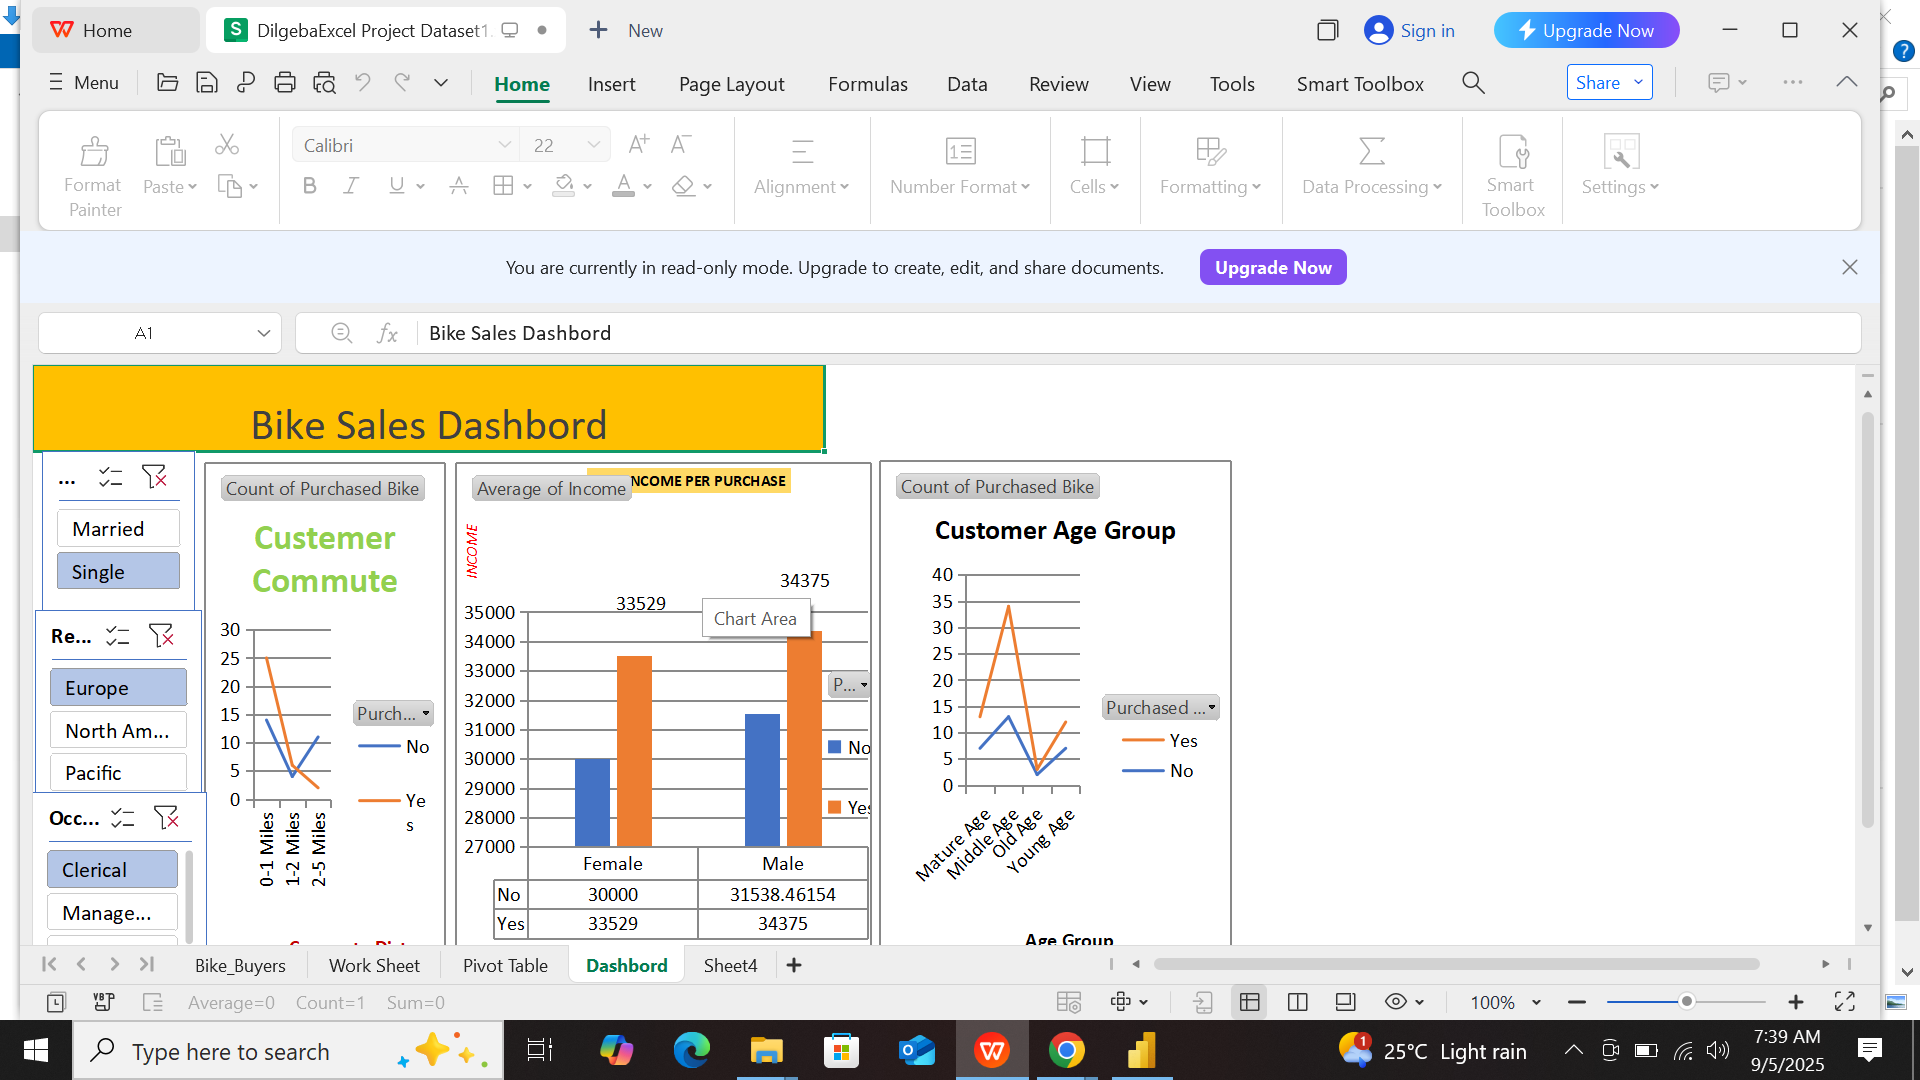 Home
DilgebaExcel Project Dataset1.
New
Sign in
Upgrade Now
Menu
Home
Insert
Page Layout
Formulas
Data
Review
View
Tools
Smart Toolbox
Share
Format
Painter
Paste
Calibri
22
Alignment
Number Format
Cells
Formatting
Data Processing
Smart
Toolbox
Settings
You are currently in read-only mode. Upgrade to create, edit, and share documents.
Upgrade Now
A1
fx
Bike Sales Dashbord
Bike Sales Dashbord
...
Married
Single
Re...
Europe
North Am...
Pacific
Occ...
Clerical
Manage...
Count of Purchased Bike
Custemer
Commute
30
25
20
15
10
5
0
0-1 Miles
1-2 Miles
2-5 Miles
Purch...
No
Ye
s
Average of Income
NCOME PER PURCHASE
INCOME
33529
34375
Chart Area
35000
34000
33000
32000
31000
30000
29000
28000
27000
P...
No
Yes
Female
Male
No
30000
31538.46154
Yes
33529
34375
Count of Purchased Bike
Customer Age Group
40
35
30
25
20
15
10
5
0
Mature Age
Middle Age
Old Age
Young Age
Purchased ...
Yes
No
Age Group
Bike_Buyers
Work Sheet
Pivot Table
Dashbord
Sheet4
Average=0
Count=1
Sum=0
100%
Type here to search
1
25°C Light rain
7:39 AM
9/5/2025